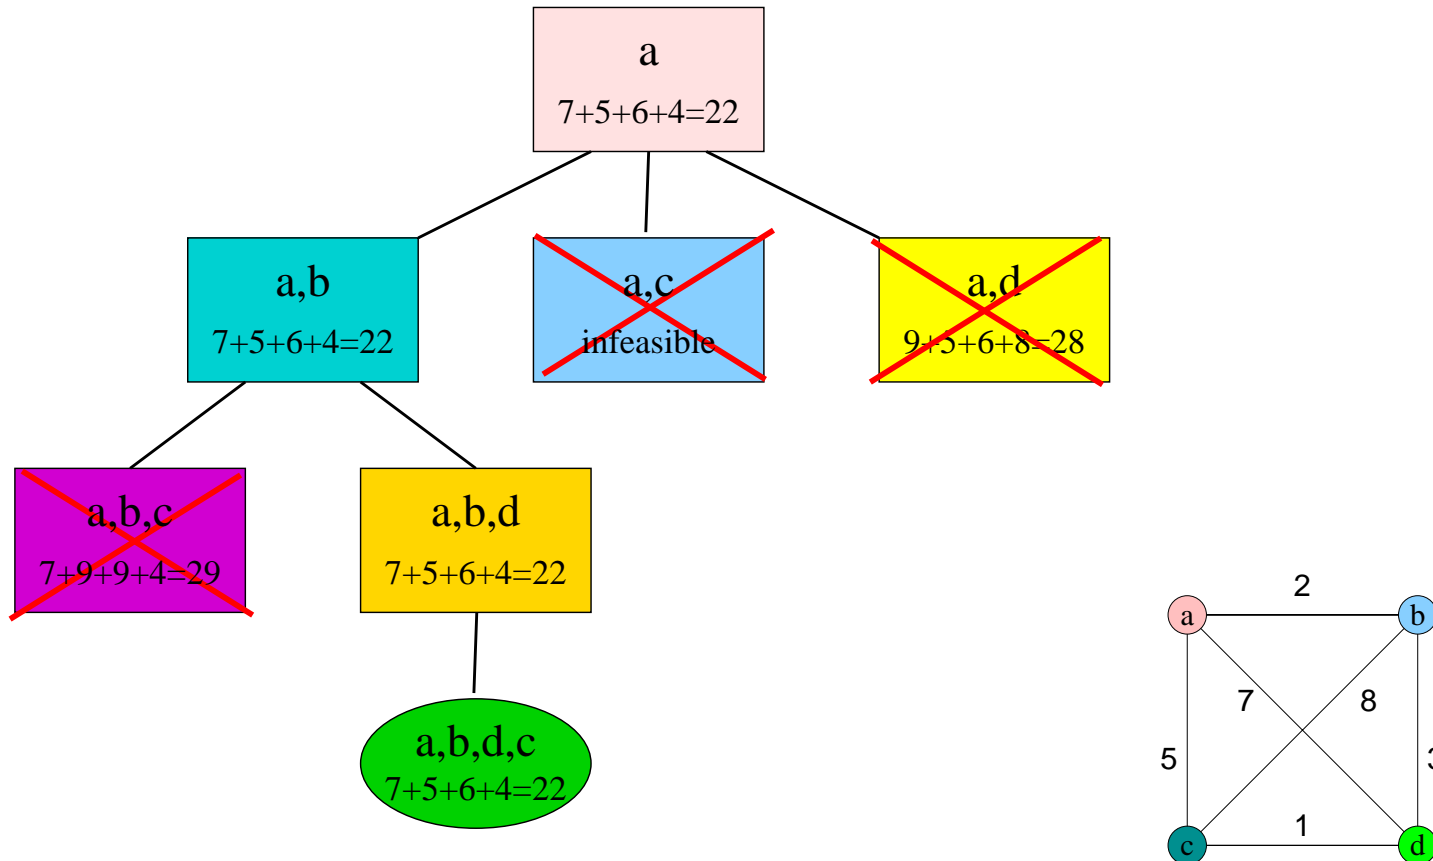 a
7+5+6+4=22
a,b
7+5+6+4=22
a,c
infeasible
a,d
9+5+6+8=28
a,b,c
7+9+9+4=29
a,b,d
7+5+6+4=22
a,b,d,c
7+5+6+4=22
2
a
b
7
8
5
3
1
c
d